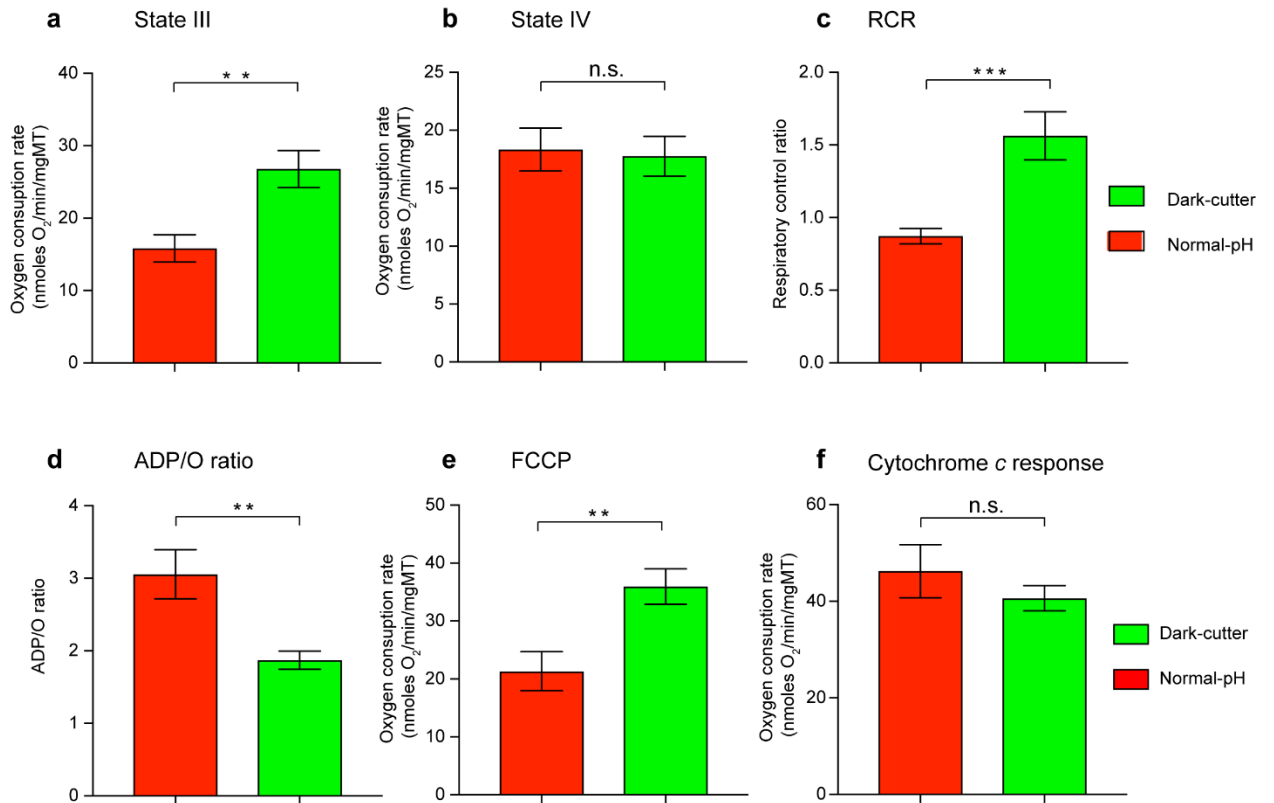 a State III
* *
Oxygen consuption rate
(nmoles O2/min/mgMT)
40
30
20
10
0
b State IV
n.s.
Oxygen consuption rate
(nmoles O2/min/mgMT)
25
20
15
10
5
0
c RCR
***
Respiratory control ratio
2.0
1.5
1.0
0.5
0.0
Dark-cutter
Normal-pH
d ADP/O ratio
**
ADP/O ratio
4
3
2
1
0
e FCCP
**
Oxygen consuption rate
(nmoles O2/min/mgMT)
50
40
30
20
10
0
f Cytochrome c response
n.s.
Oxygen consuption rate
(nmoles O2/min/mgMT)
60
40
20
0
Dark-cutter
Normal-pH